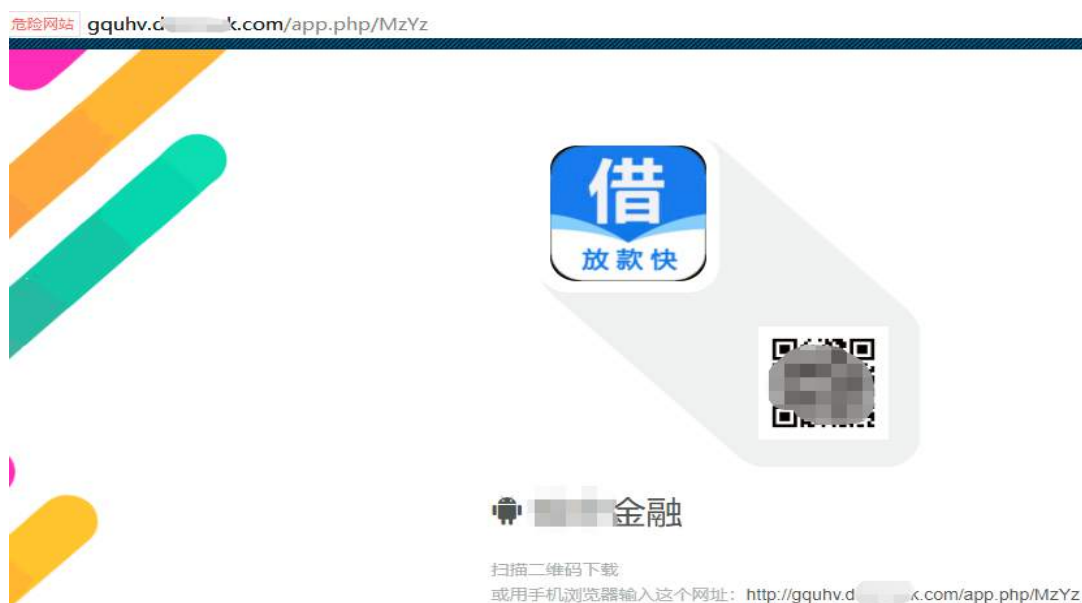 危险网站 gquhv.d k.com/app.php/MzYz
借
放款快
金融
扫描二维码下载
或用手机浏览器输入这个网址：http://gquhv.d k.com/app.php/MzYz